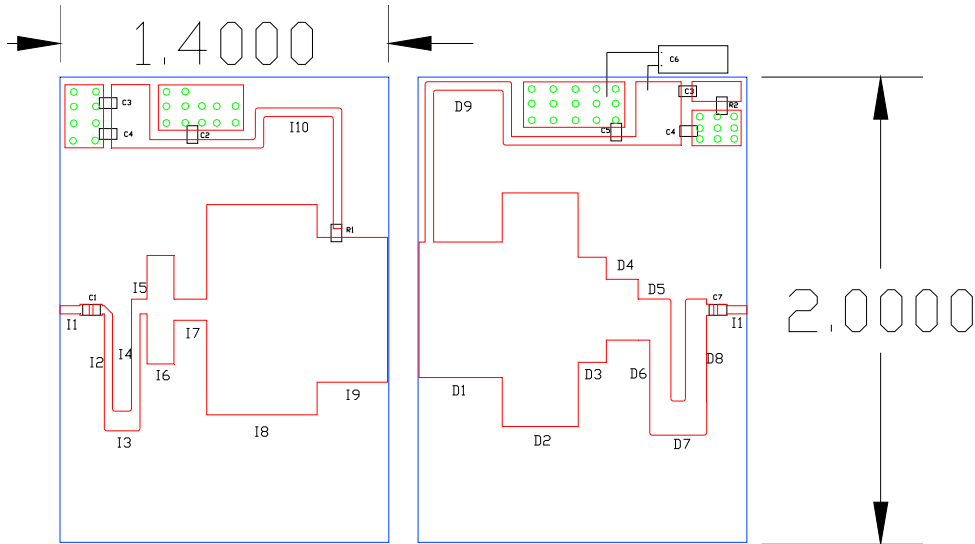 1.4000
C6
C3
C3
D9
R2
C4
C2
I10
C5
C4
R1
D4
I5
D5
C1
C7
I1
I1
2.0000
I7
I4
I2
D3
D6
D8
I6
D1
I9
I3
I8
D2
D7